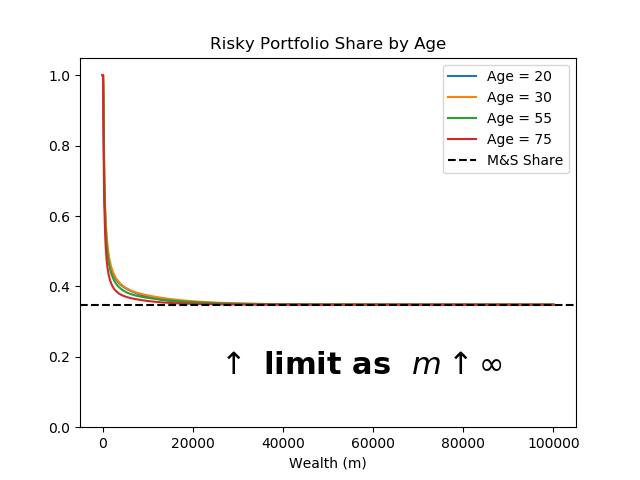 Risky Portfolio Share by Age
1.0
0.8
0.6
0.4
0.2
0.0
Age = 20
Age = 30
Age = 55
Age = 75
M&S Share
↑ limit as m ↑ ∞
0 20000 40000 60000 80000 100000
Wealth (m)